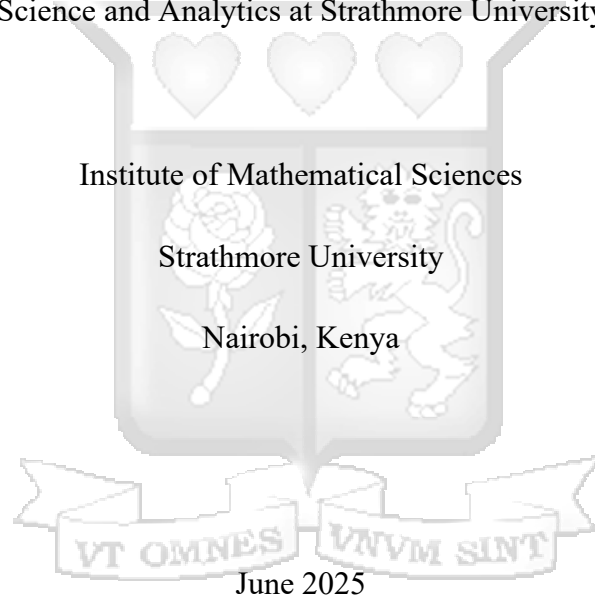 Science and Analytics at Strathmore University
Institute of Mathematical Sciences
Strathmore University
Nairobi, Kenya
VT OMNES VNVM SINT
June 2025